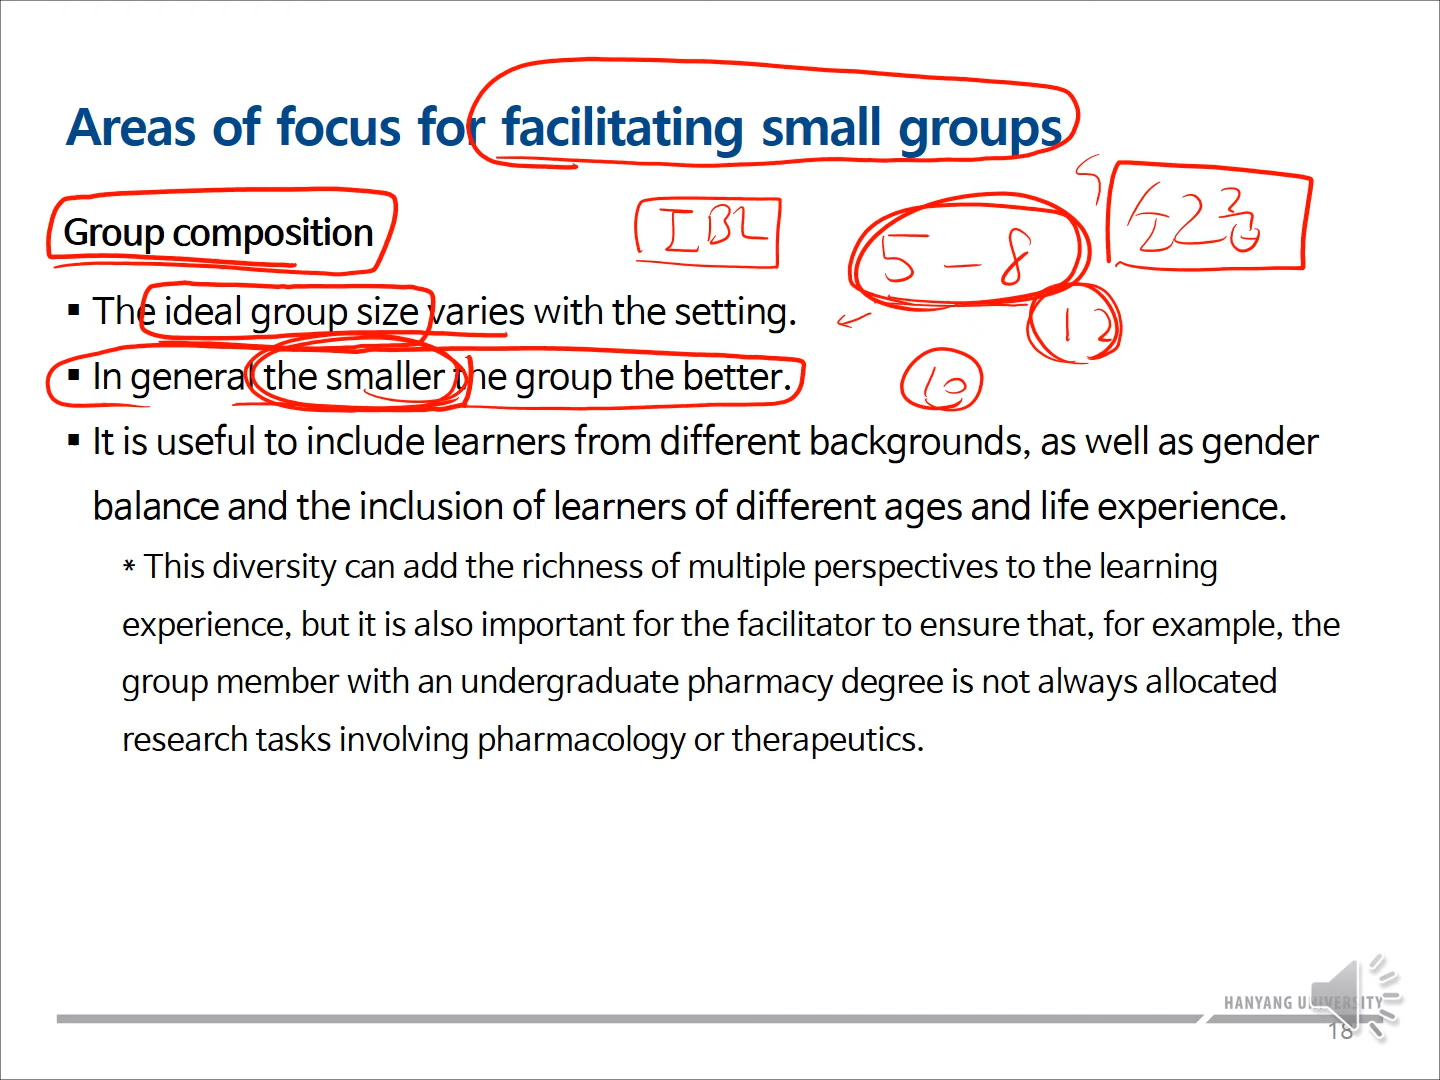 Areas of focus for facilitating small groups
Group composition
IBL
5 – 8
▪ The ideal group size varies with the setting.
12
▪ In general the smaller the group the better.
10
▪ It is useful to include learners from different backgrounds, as well as gender
balance and the inclusion of learners of different ages and life experience.
* This diversity can add the richness of multiple perspectives to the learning
experience, but it is also important for the facilitator to ensure that, for example, the
group member with an undergraduate pharmacy degree is not always allocated
research tasks involving pharmacology or therapeutics.
HANYANG UNIVERSITY
18